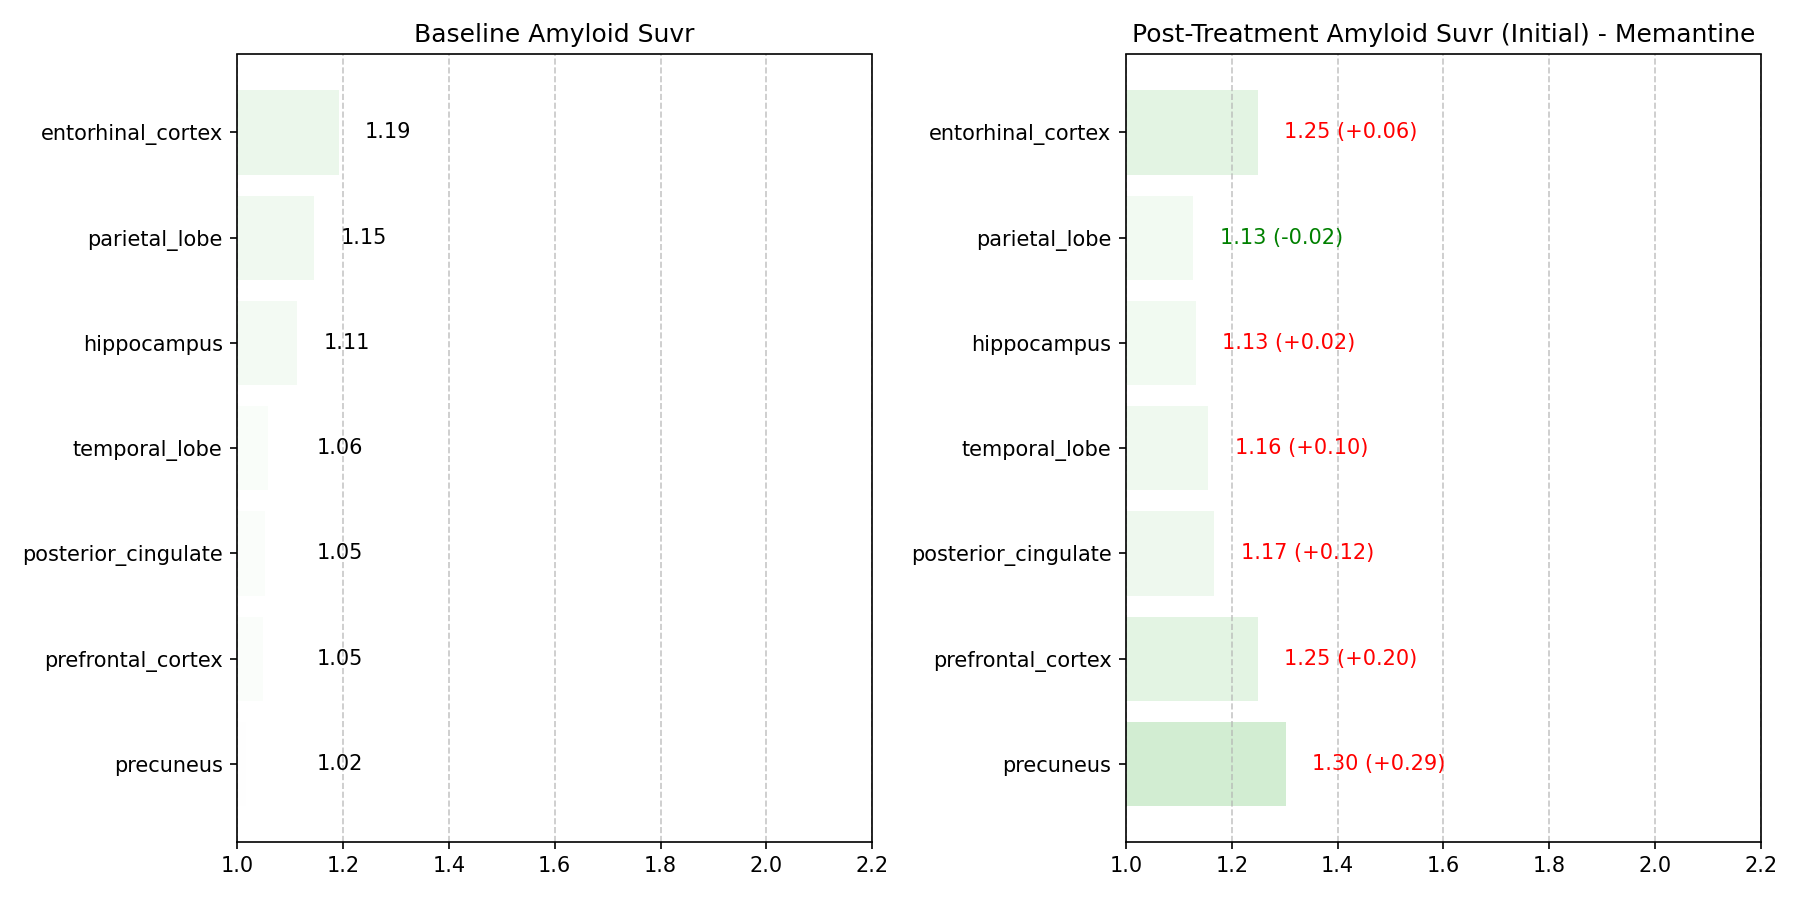 Baseline Amyloid Suvr
entorhinal_cortex 1.19
parietal_lobe 1.15
hippocampus 1.11
temporal_lobe 1.06
posterior_cingulate 1.05
prefrontal_cortex 1.05
precuneus 1.02
1.0 1.2 1.4 1.6 1.8 2.0 2.2
Post-Treatment Amyloid Suvr (Initial) - Memantine
entorhinal_cortex 1.25 (+0.06)
parietal_lobe 1.13 (-0.02)
hippocampus 1.13 (+0.02)
temporal_lobe 1.16 (+0.10)
posterior_cingulate 1.17 (+0.12)
prefrontal_cortex 1.25 (+0.20)
precuneus 1.30 (+0.29)
1.0 1.2 1.4 1.6 1.8 2.0 2.2